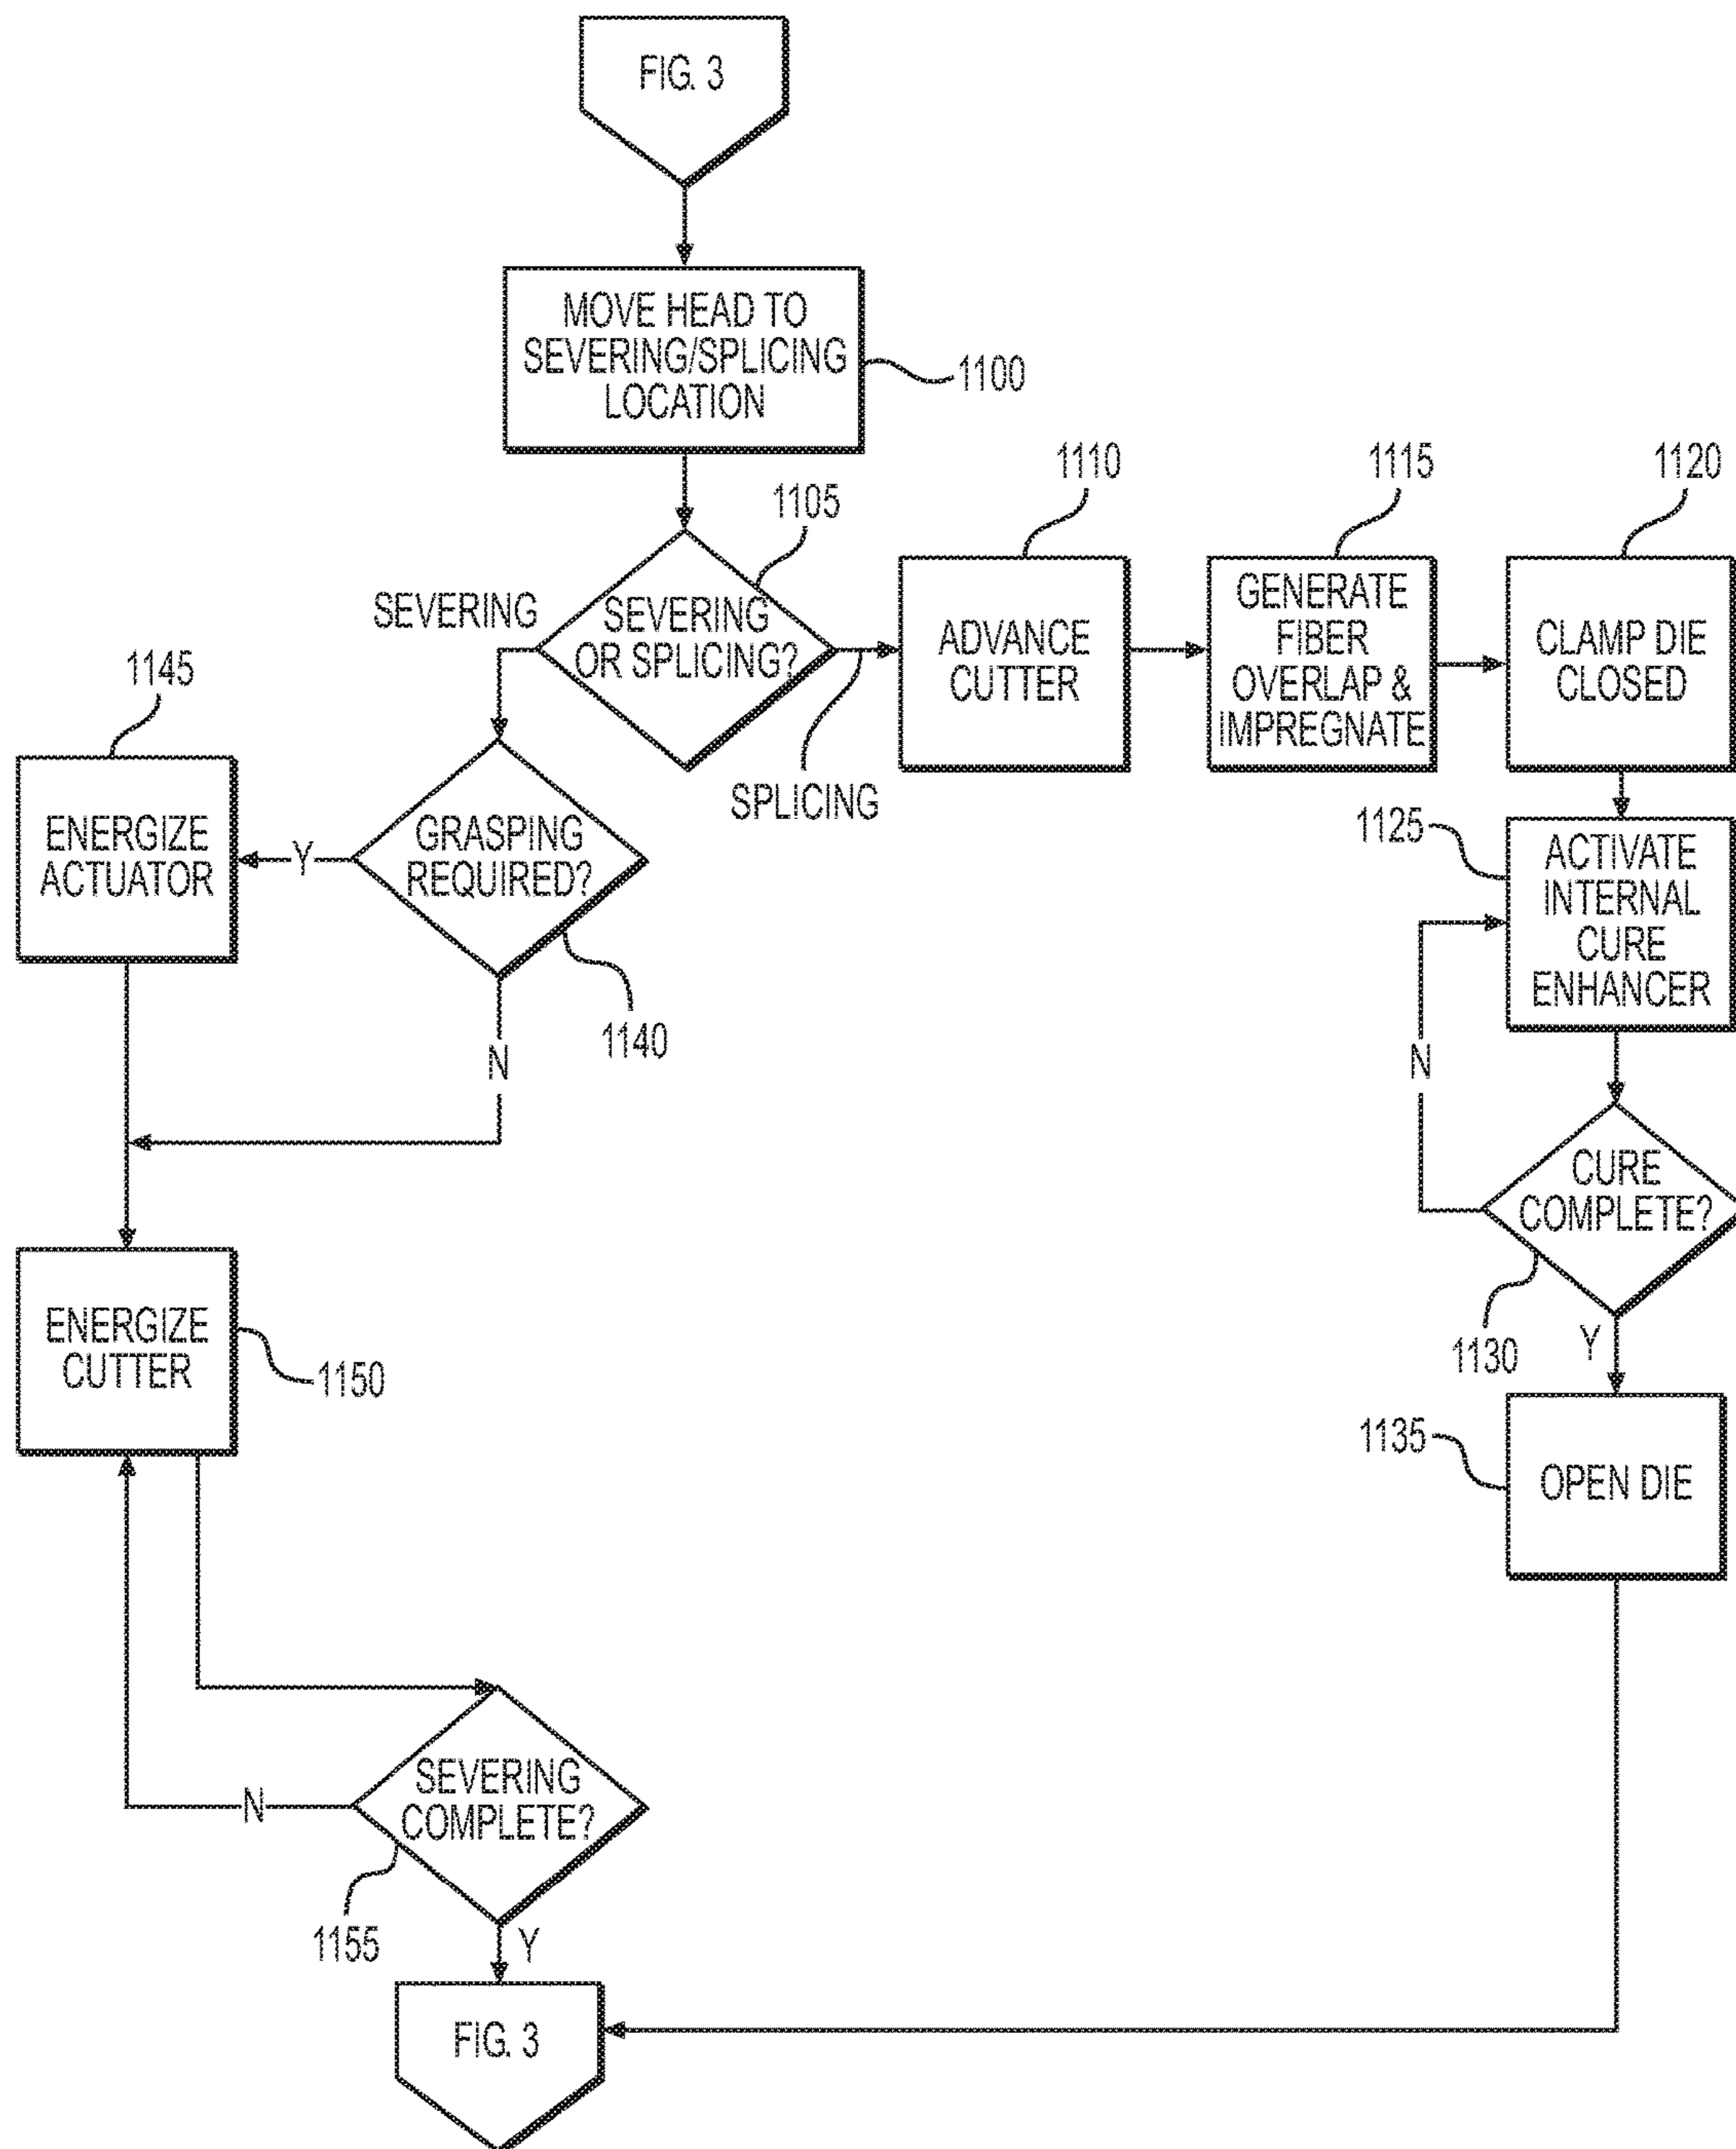 FIG. 3
MOVE HEAD TO
SEVERING/SPLICING
LOCATION
1100
1105
SEVERING
OR SPLICING?
SEVERING
SPLICING
1110
ADVANCE
CUTTER
1115
GENERATE
FIBER
OVERLAP &
IMPREGNATE
1120
CLAMP DIE
CLOSED
1125
ACTIVATE
INTERNAL
CURE
ENHANCER
N
CURE
COMPLETE?
1130
Y
1135
OPEN DIE
GRASPING
REQUIRED?
1140
Y
N
1145
ENERGIZE
ACTUATOR
ENERGIZE
CUTTER
1150
SEVERING
COMPLETE?
N
1155
Y
FIG. 3